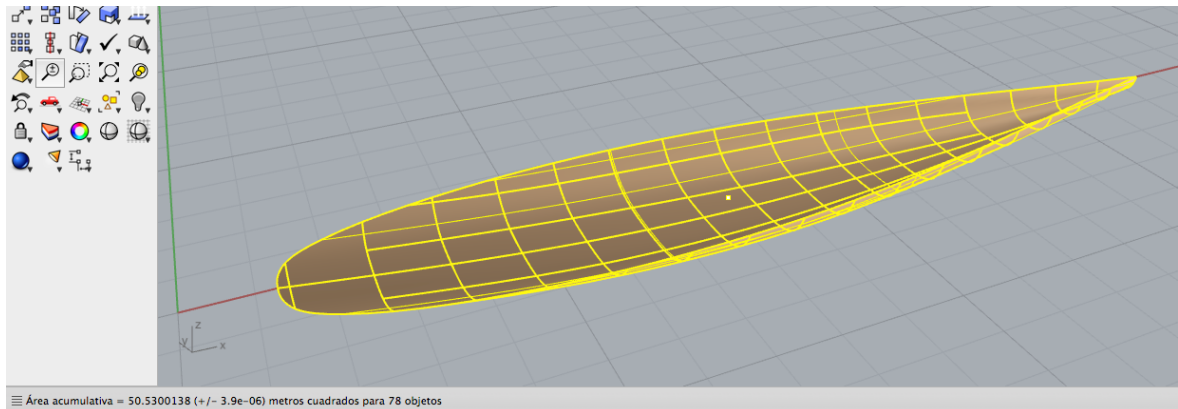 z
y
x
Área acumulativa = 50.5300138 (+/- 3.9e-06) metros cuadrados para 78 objetos